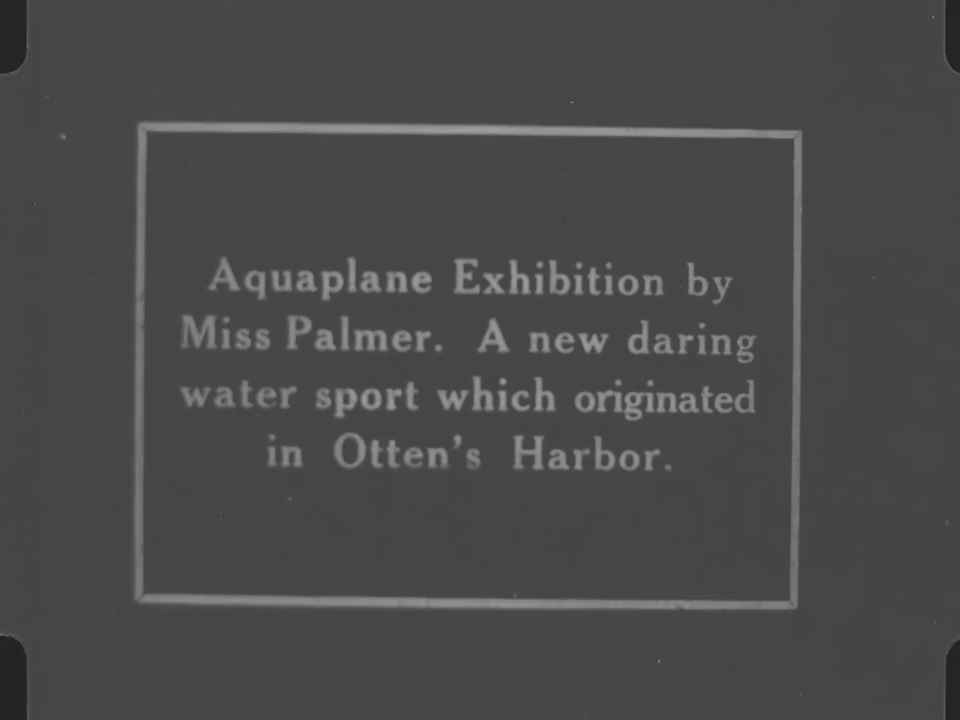 Aquaplane Exhibition by
Miss Palmer. A new daring
water sport which originated
in Otten's Harbor.